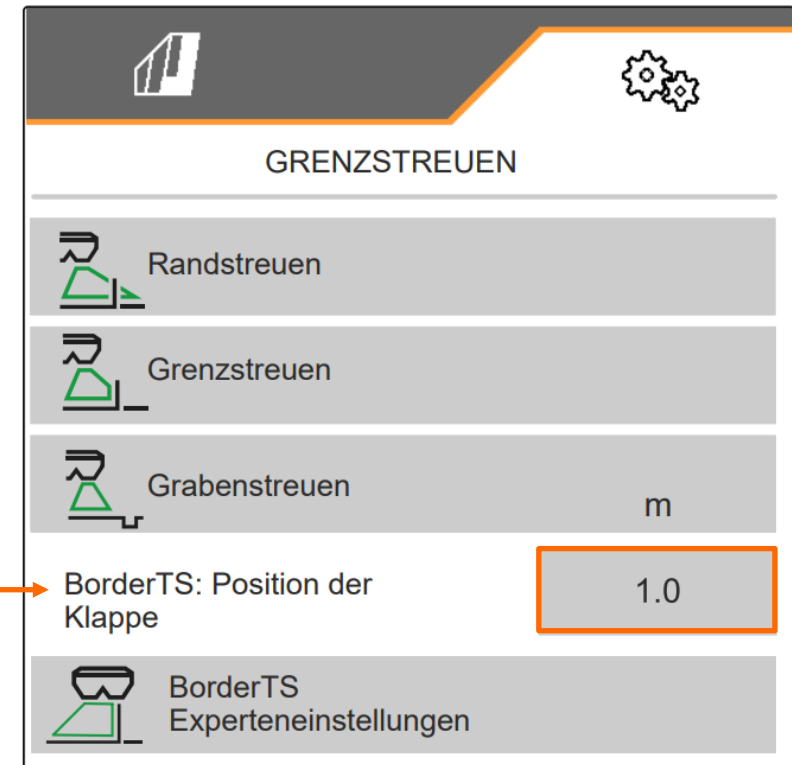 GRENZSTREUEN
Randstreuen
Grenzstreuen
Grabenstreuen
m
BorderTS: Position der
Klappe
1.0
BorderTS
Experteneinstellungen